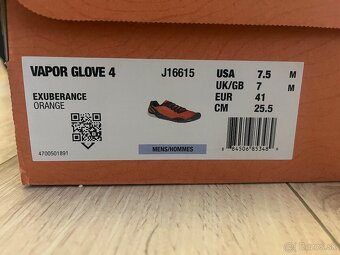 VAPOR GLOVE 4 J16615
EXUBERANCE
ORANGE
4700501891
MENS/HOMMES
USA 7.5 M
UK/GB 7 M
EUR 41
CM 25.5